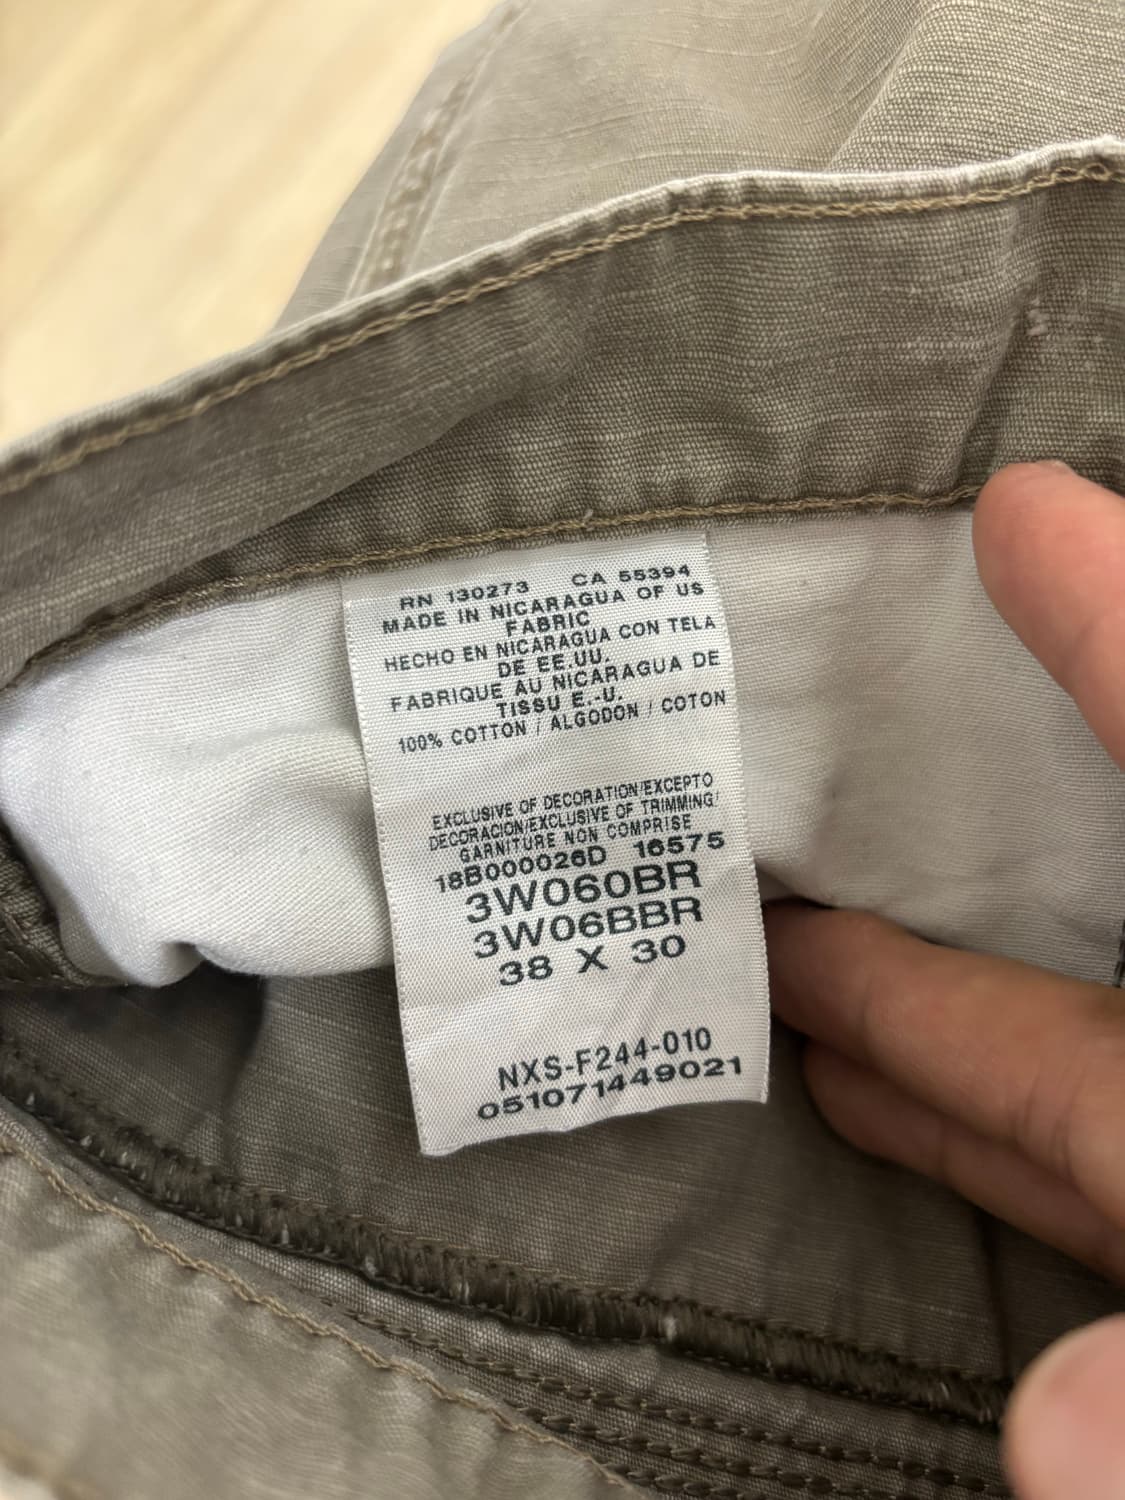 RN 130273 CA 55394
MADE IN NICARAGUA OF US
FABRIC
HECHO EN NICARAGUA CON TELA
DE EE.UU.
FABRIQUE AU NICARAGUA DE
TISSU E.-U.
100% COTTON / ALGODON / COTON
EXCLUSIVE OF DECORATION/EXCEPTO
DECORACION/EXCLUSIVE OF TRIMMING/
GARNITURE NON COMPRISE
18B000026D 16575
3W060BR
3W06BBR
38 X 30
NXS-F244-010
051071449021